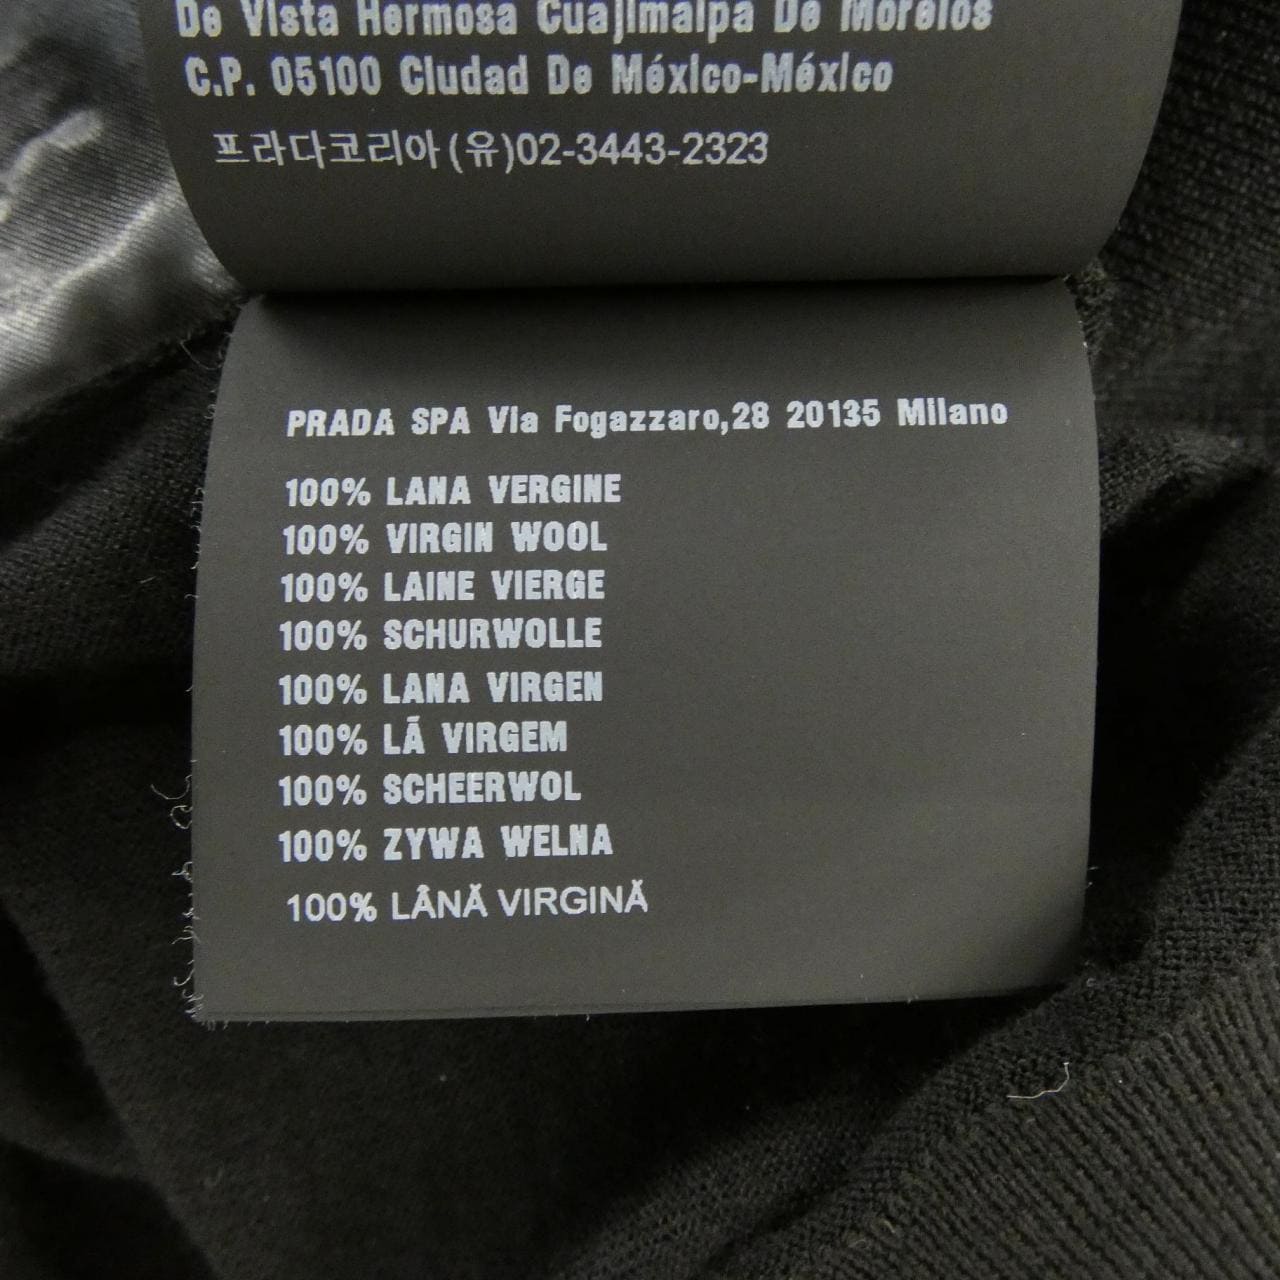 De Vista Hermosa Cuajimalpa De Morelos
C.P. 05100 Ciudad De México-México
프라다코리아(유)02-3443-2323
PRADA SPA Via Fogazzaro,28 20135 Milano
100% LANA VERGINE
100% VIRGIN WOOL
100% LAINE VIERGE
100% SCHURWOLLE
100% LANA VIRGEN
100% LÃ VIRGEM
100% SCHEERWOL
100% ZYWA WELNA
100% LÂNĂ VIRGINĂ